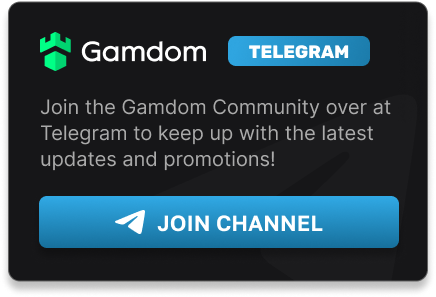 Gamdom TELEGRAM
Join the Gamdom Community over at
Telegram to keep up with the latest
updates and promotions!
JOIN CHANNEL